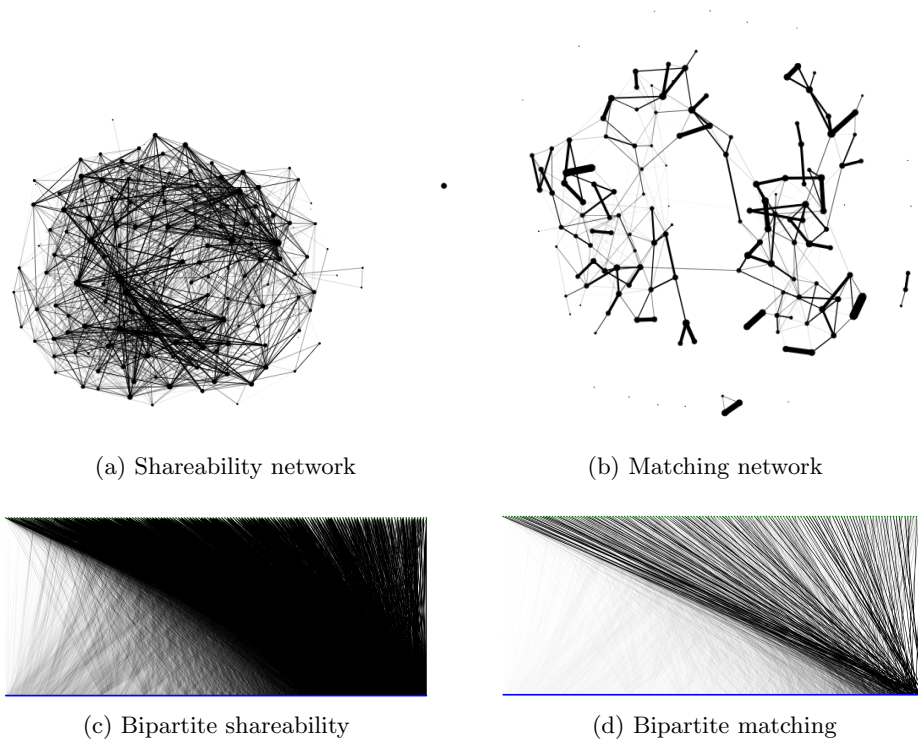 (a) Shareability network
(b) Matching network
(c) Bipartite shareability
(d) Bipartite matching